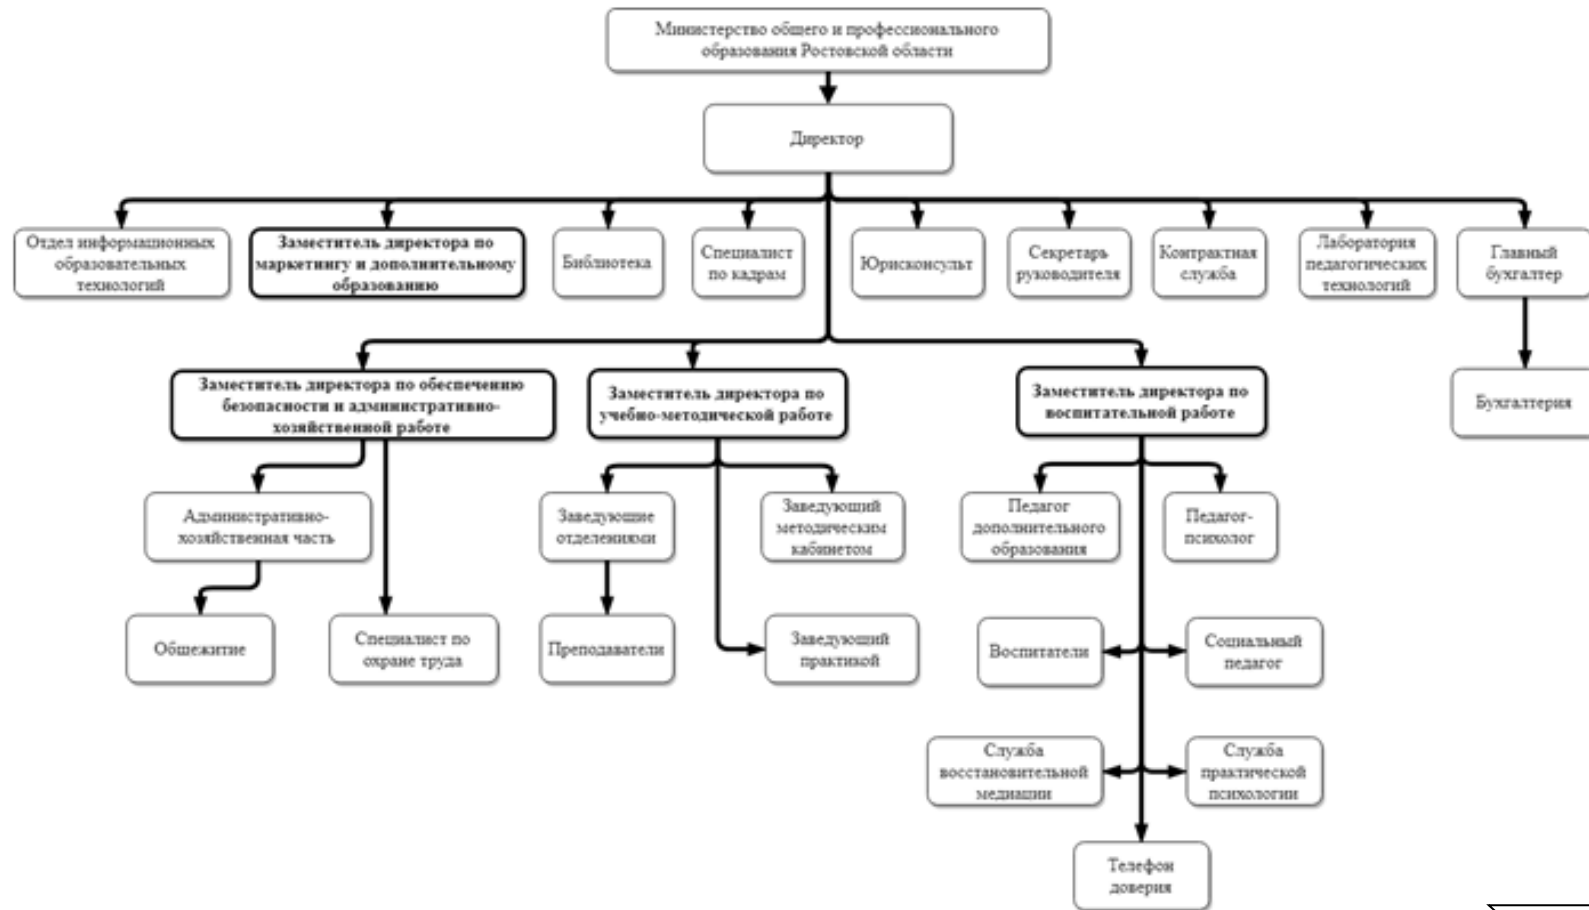 Министерство общего и профессионального
образования Ростовской области
Директор
Отдел информационных
образовательных
технологий
Заместитель директора по
маркетингу и дополнительному
образованию
Библиотека
Специалист
по кадрам
Юрисконсульт
Секретарь
руководителя
Контрактная
служба
Лаборатория
педагогических
технологий
Главный
бухгалтер
Заместитель директора по обеспечению
безопасности и административно-
хозяйственной работе
Заместитель директора по
учебно-методической работе
Заместитель директора по
воспитательной работе
Бухгалтерия
Административно-
хозяйственная часть
Заведующие
отделениями
Заведующий
методическим
кабинетом
Педагог
дополнительного
образования
Педагог-
психолог
Общежитие
Специалист по
охране труда
Преподаватели
Заведующий
практикой
Воспитатели
Социальный
педагог
Служба
восстановительной
медиации
Служба
практической
психологии
Телефон
доверия